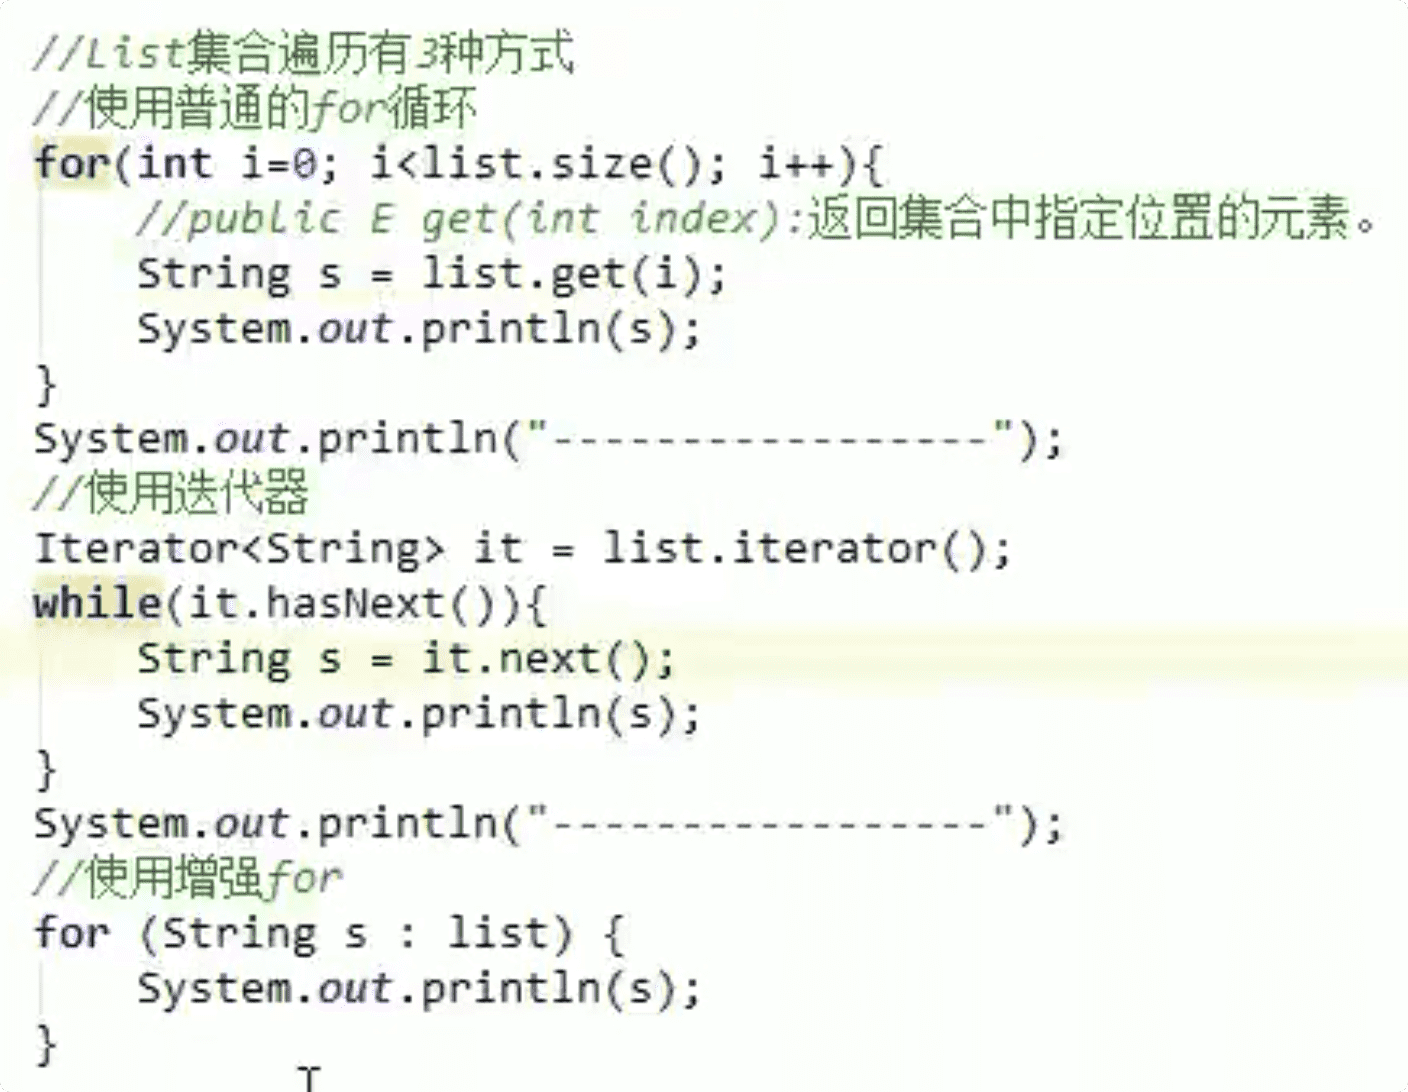 //List集合遍历有3种方式
//使用普通的for循环
for(int i=0; i<list.size(); i++){
    //public E get(int index):返回集合中指定位置的元素。
    String s = list.get(i);
    System.out.println(s);
}
System.out.println("-----------------");
//使用迭代器
Iterator<String> it = list.iterator();
while(it.hasNext()){
    String s = it.next();
    System.out.println(s);
}
System.out.println("-----------------");
//使用增强for
for (String s : list) {
    System.out.println(s);
}